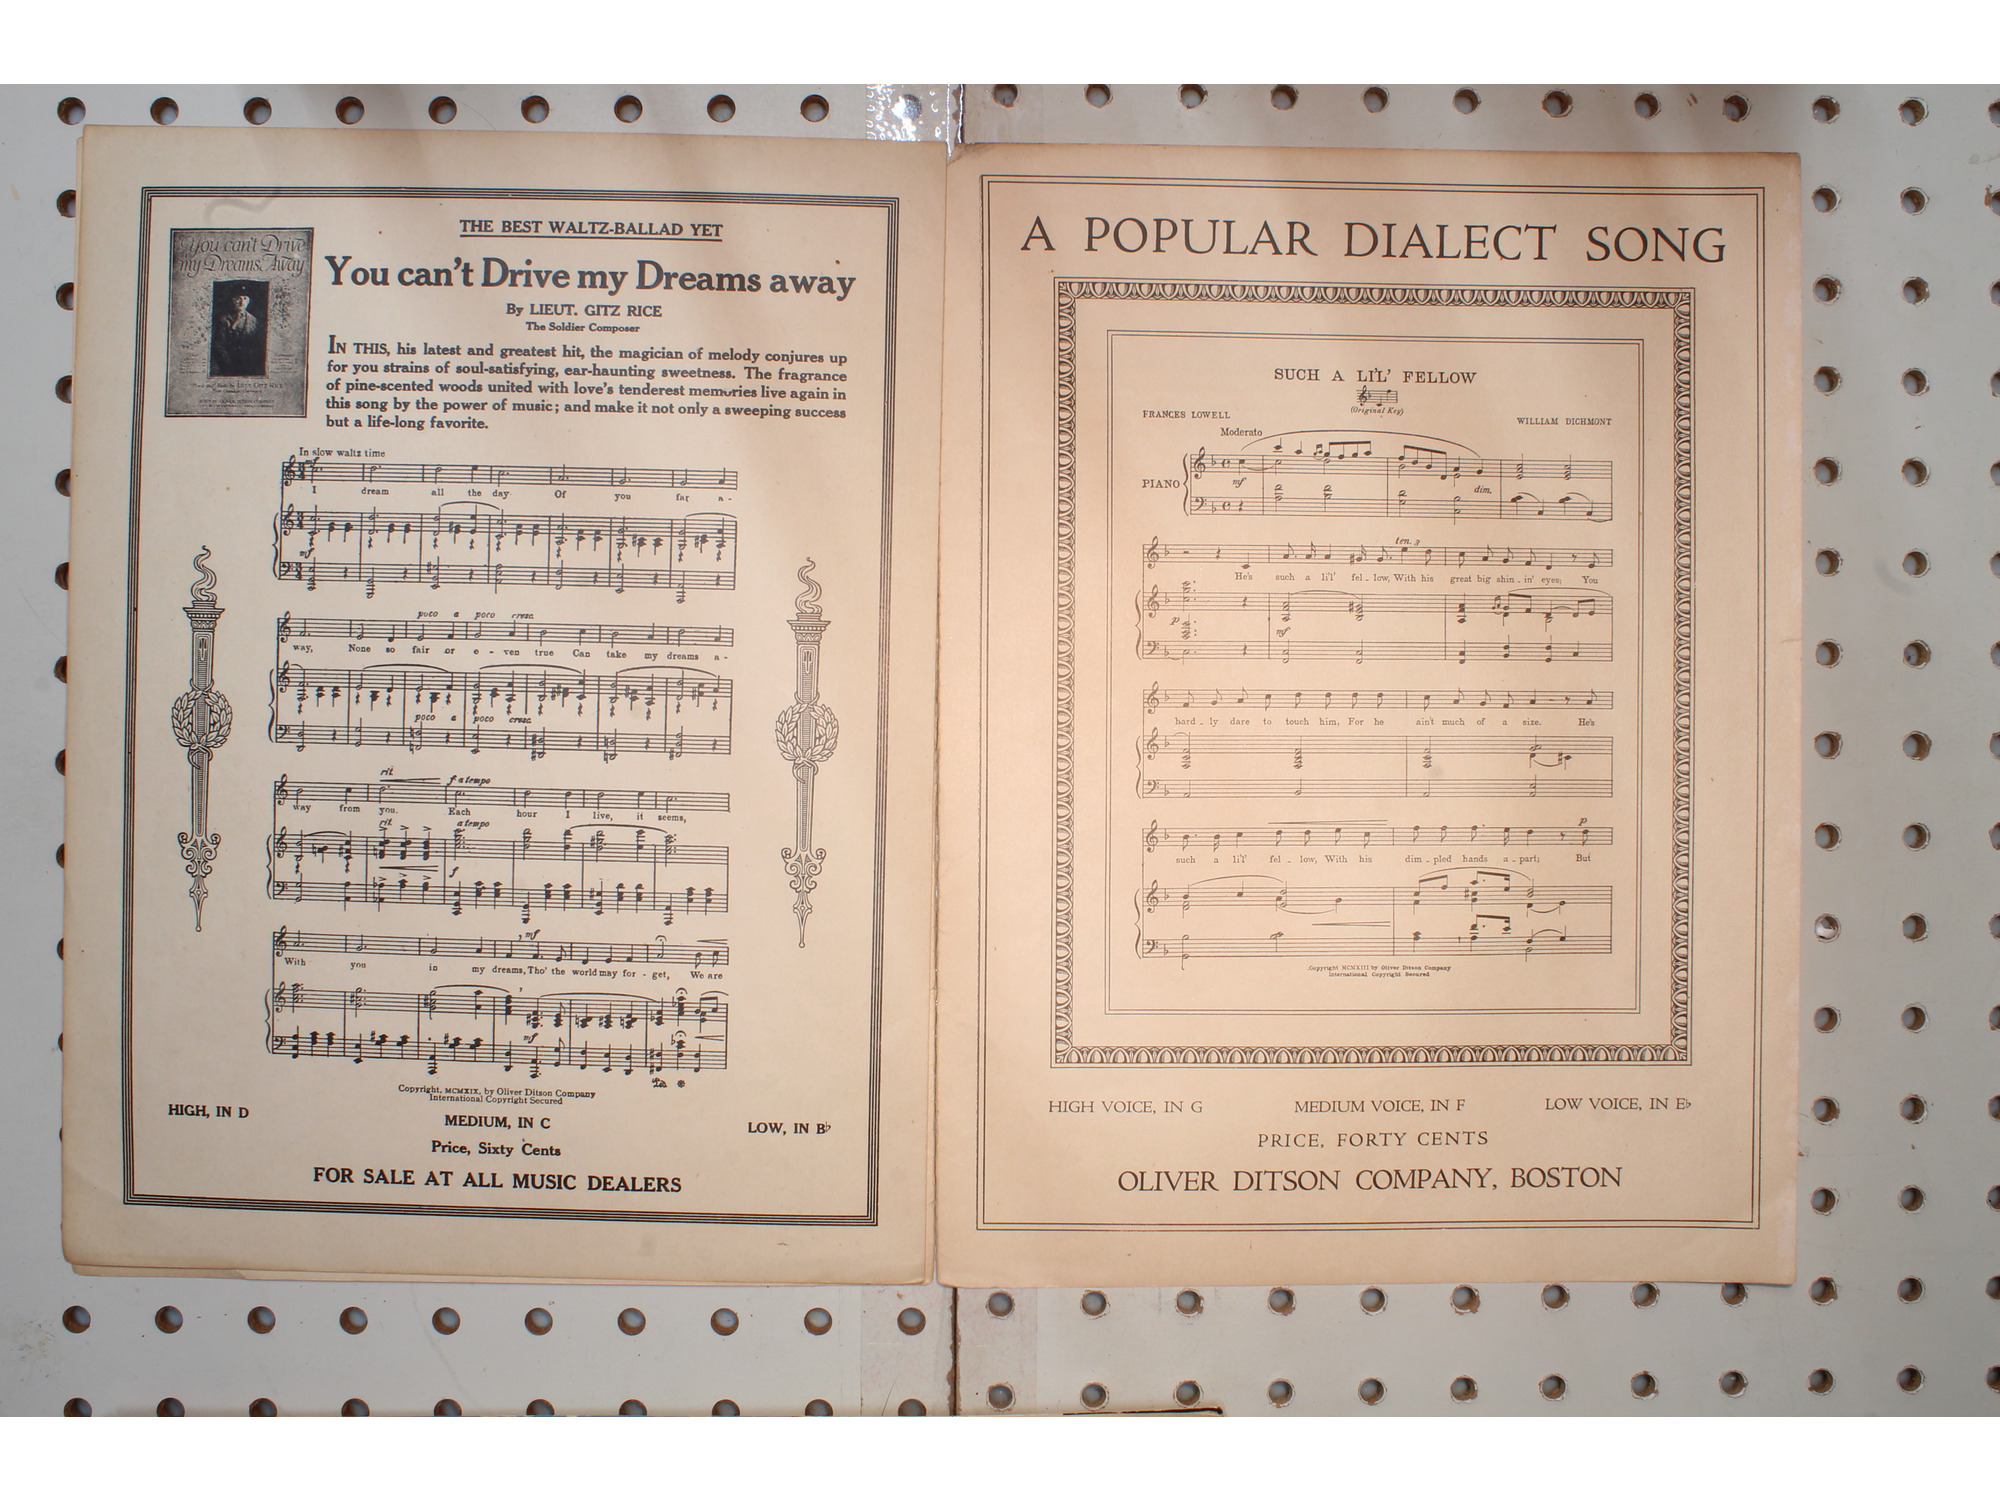 THE BEST WALTZ-BALLAD YET
You can't Drive
my Dreams Away
You can't Drive my Dreams away
By LIEUT. GITZ RICE
The Soldier Composer
IN THIS, his latest and greatest hit, the magician of melody conjures up
for you strains of soul-satisfying, ear-haunting sweetness. The fragrance
of pine-scented woods united with love's tenderest memories live again in
this song by the power of music; and make it not only a sweeping success
but a life-long favorite.
In slow waltz time
mf
I dream all the day Of you far a-
mf
poco a poco cresc.
way, None so fair or e - ven true Can take my dreams a-
poco a poco cresc.
rit. f a tempo
way from you. Each hour I live, it seems,
rit. a tempo
f
mf
With you in my dreams, Tho' the world may for - get, We are
mf
Copyright, MCMXIX, by Oliver Ditson Company
International Copyright Secured
HIGH, IN D
MEDIUM, IN C
LOW, IN B♭
Price, Sixty Cents
FOR SALE AT ALL MUSIC DEALERS
A POPULAR DIALECT SONG
SUCH A LI'L' FELLOW
(Original Key)
FRANCES LOWELL
WILLIAM DICHMONT
Moderato
PIANO
mf
dim.
ten. 3
He's such a li'l' fel - low, With his great big shin - in' eyes; You
p
mf
hard - ly dare to touch him, For he ain't much of a size. He's
p
such a li'l' fel - low, With his dim - pled hands a - part; But
Copyright MCMXIII by Oliver Ditson Company
International Copyright Secured
HIGH VOICE, IN G
MEDIUM VOICE, IN F
LOW VOICE, IN E♭
PRICE, FORTY CENTS
OLIVER DITSON COMPANY, BOSTON